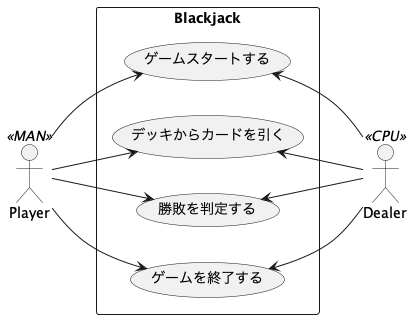 Blackjack
ゲームスタートする
«MAN»
Player
デッキからカードを引く
勝敗を判定する
ゲームを終了する
«CPU»
Dealer